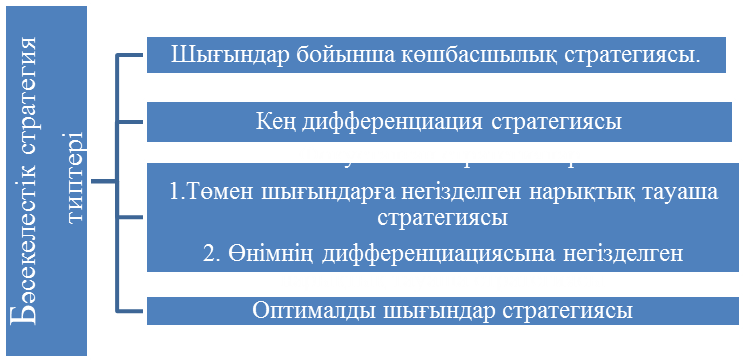 Бәсекелестік стратегия
типтері
Шығындар бойынша көшбасшылық стратегиясы.
Кең дифференциация стратегиясы
1.Төмен шығындарға негізделген нарықтық тауаша
стратегиясы
2. Өнімнің дифференциациясына негізделген
Оптималды шығындар стратегиясы